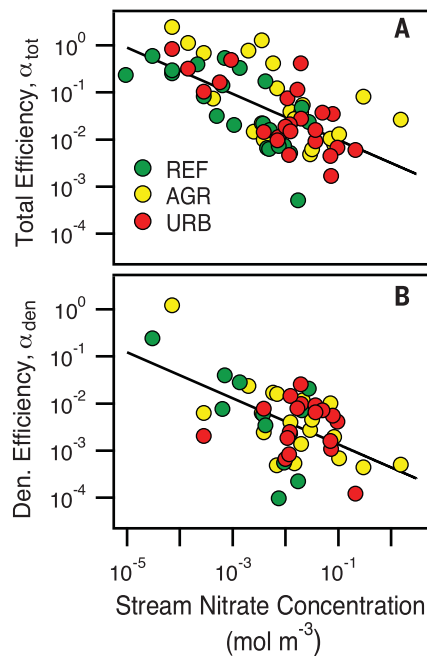 A
Total Efficiency, α_tot
10^0
10^-1
10^-2
10^-3
10^-4
REF
AGR
URB
B
Den. Efficiency, α_den
10^0
10^-1
10^-2
10^-3
10^-4
10^-5 10^-3 10^-1
Stream Nitrate Concentration
(mol m^-3)